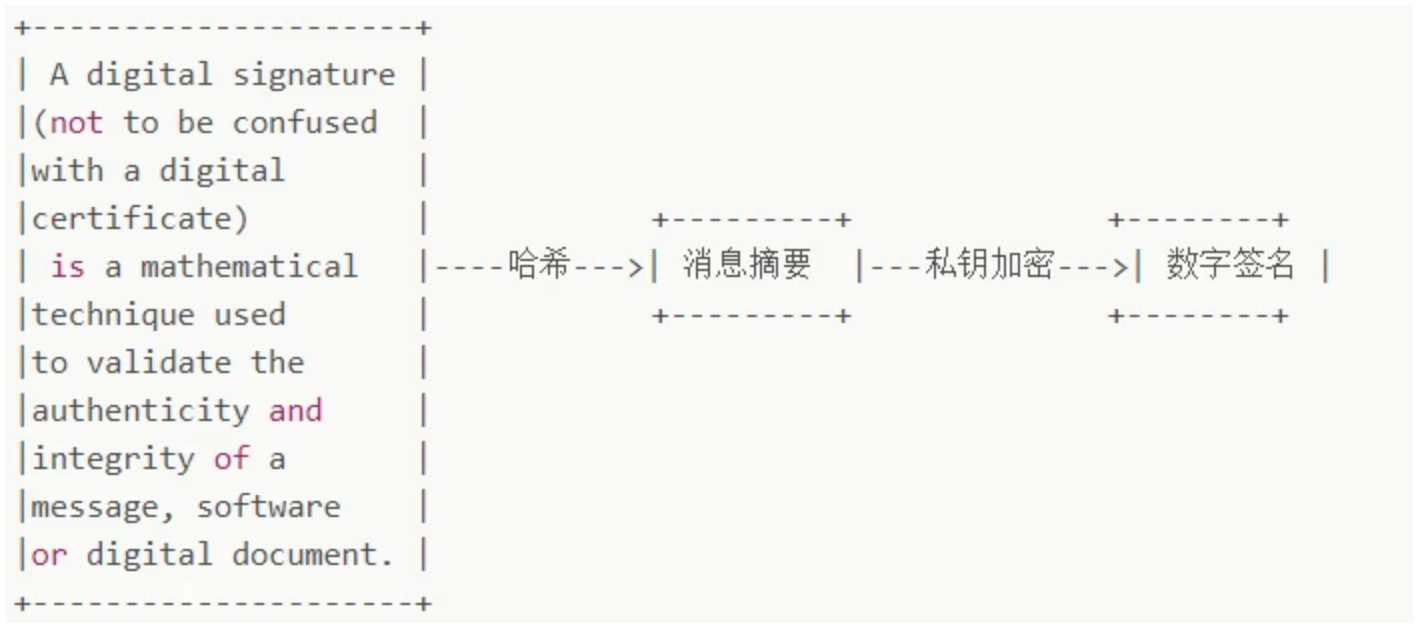 +---------------------+
| A digital signature |
|(not to be confused  |
|with a digital       |
|certificate)         |            +---------+              +--------+
| is a mathematical   |----哈希--->| 消息摘要  |---私钥加密--->| 数字签名 |
|technique used       |            +---------+              +--------+
|to validate the      |
|authenticity and     |
|integrity of a       |
|message, software    |
|or digital document. |
+---------------------+